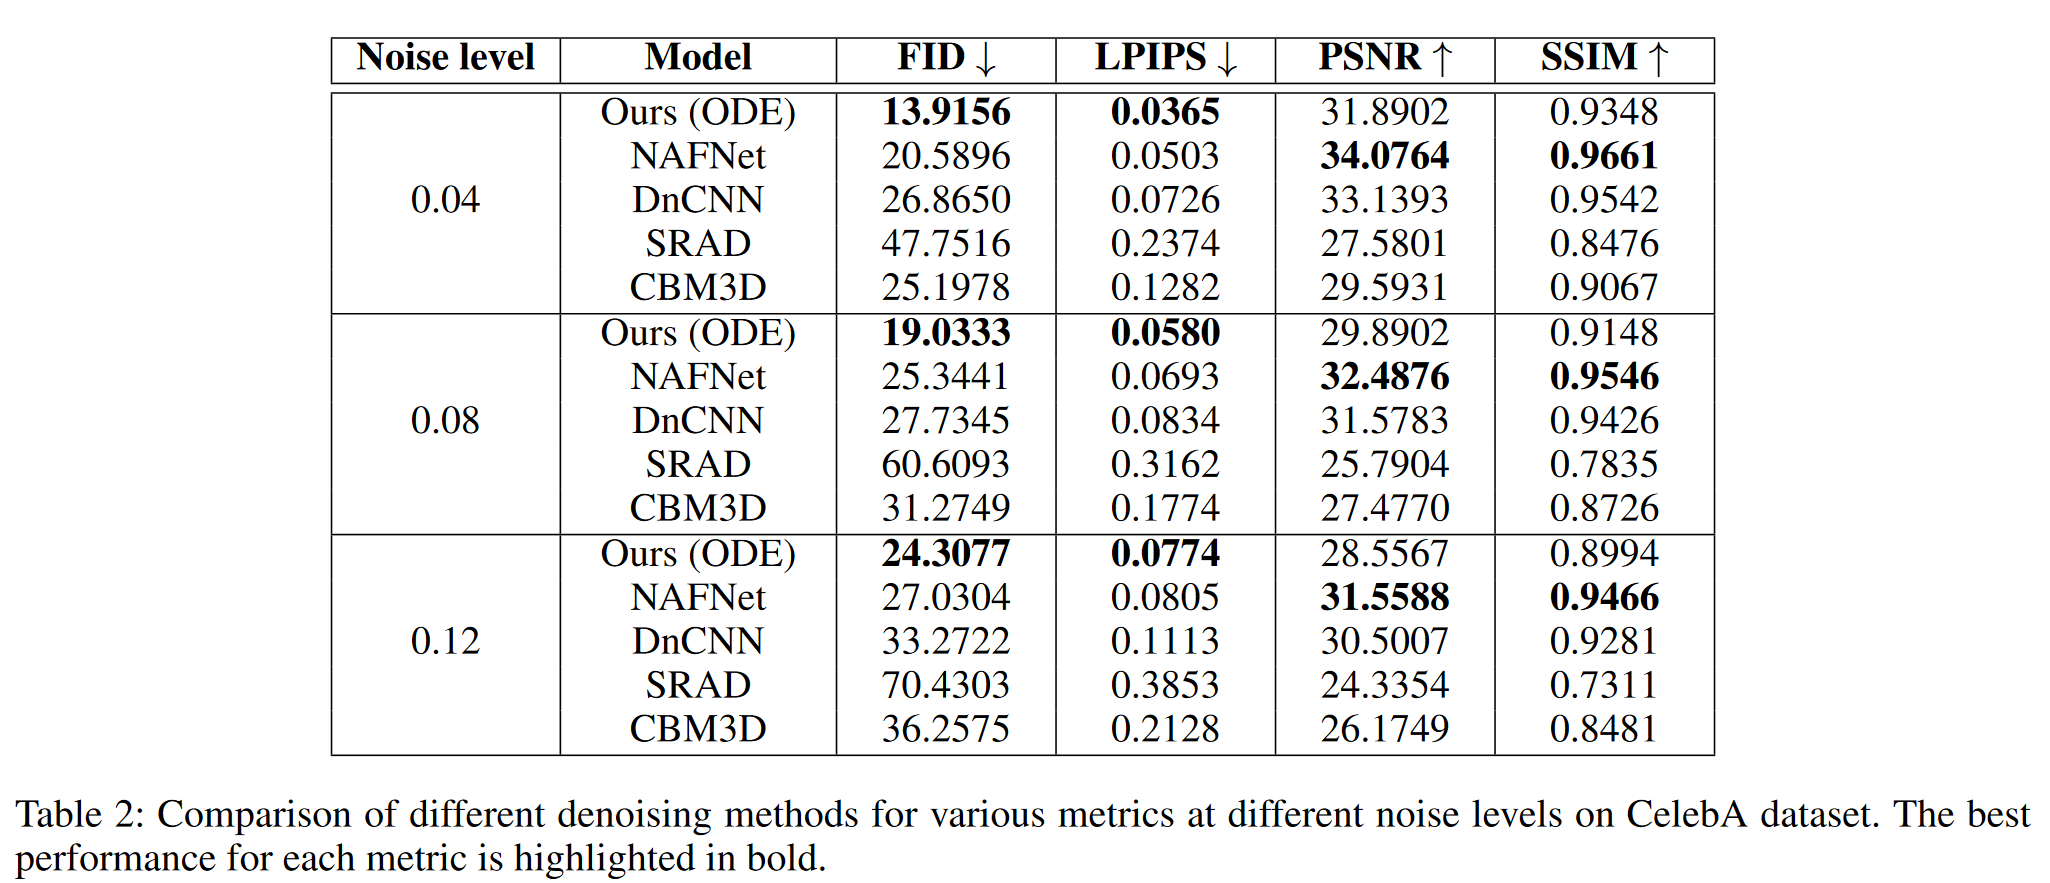 Noise level Model FID ↓ LPIPS ↓ PSNR ↑ SSIM ↑
Ours (ODE) 13.9156 0.0365 31.8902 0.9348
NAFNet 20.5896 0.0503 34.0764 0.9661
0.04 DnCNN 26.8650 0.0726 33.1393 0.9542
SRAD 47.7516 0.2374 27.5801 0.8476
CBM3D 25.1978 0.1282 29.5931 0.9067
Ours (ODE) 19.0333 0.0580 29.8902 0.9148
NAFNet 25.3441 0.0693 32.4876 0.9546
0.08 DnCNN 27.7345 0.0834 31.5783 0.9426
SRAD 60.6093 0.3162 25.7904 0.7835
CBM3D 31.2749 0.1774 27.4770 0.8726
Ours (ODE) 24.3077 0.0774 28.5567 0.8994
NAFNet 27.0304 0.0805 31.5588 0.9466
0.12 DnCNN 33.2722 0.1113 30.5007 0.9281
SRAD 70.4303 0.3853 24.3354 0.7311
CBM3D 36.2575 0.2128 26.1749 0.8481
Table 2: Comparison of different denoising methods for various metrics at different noise levels on CelebA dataset. The best
performance for each metric is highlighted in bold.